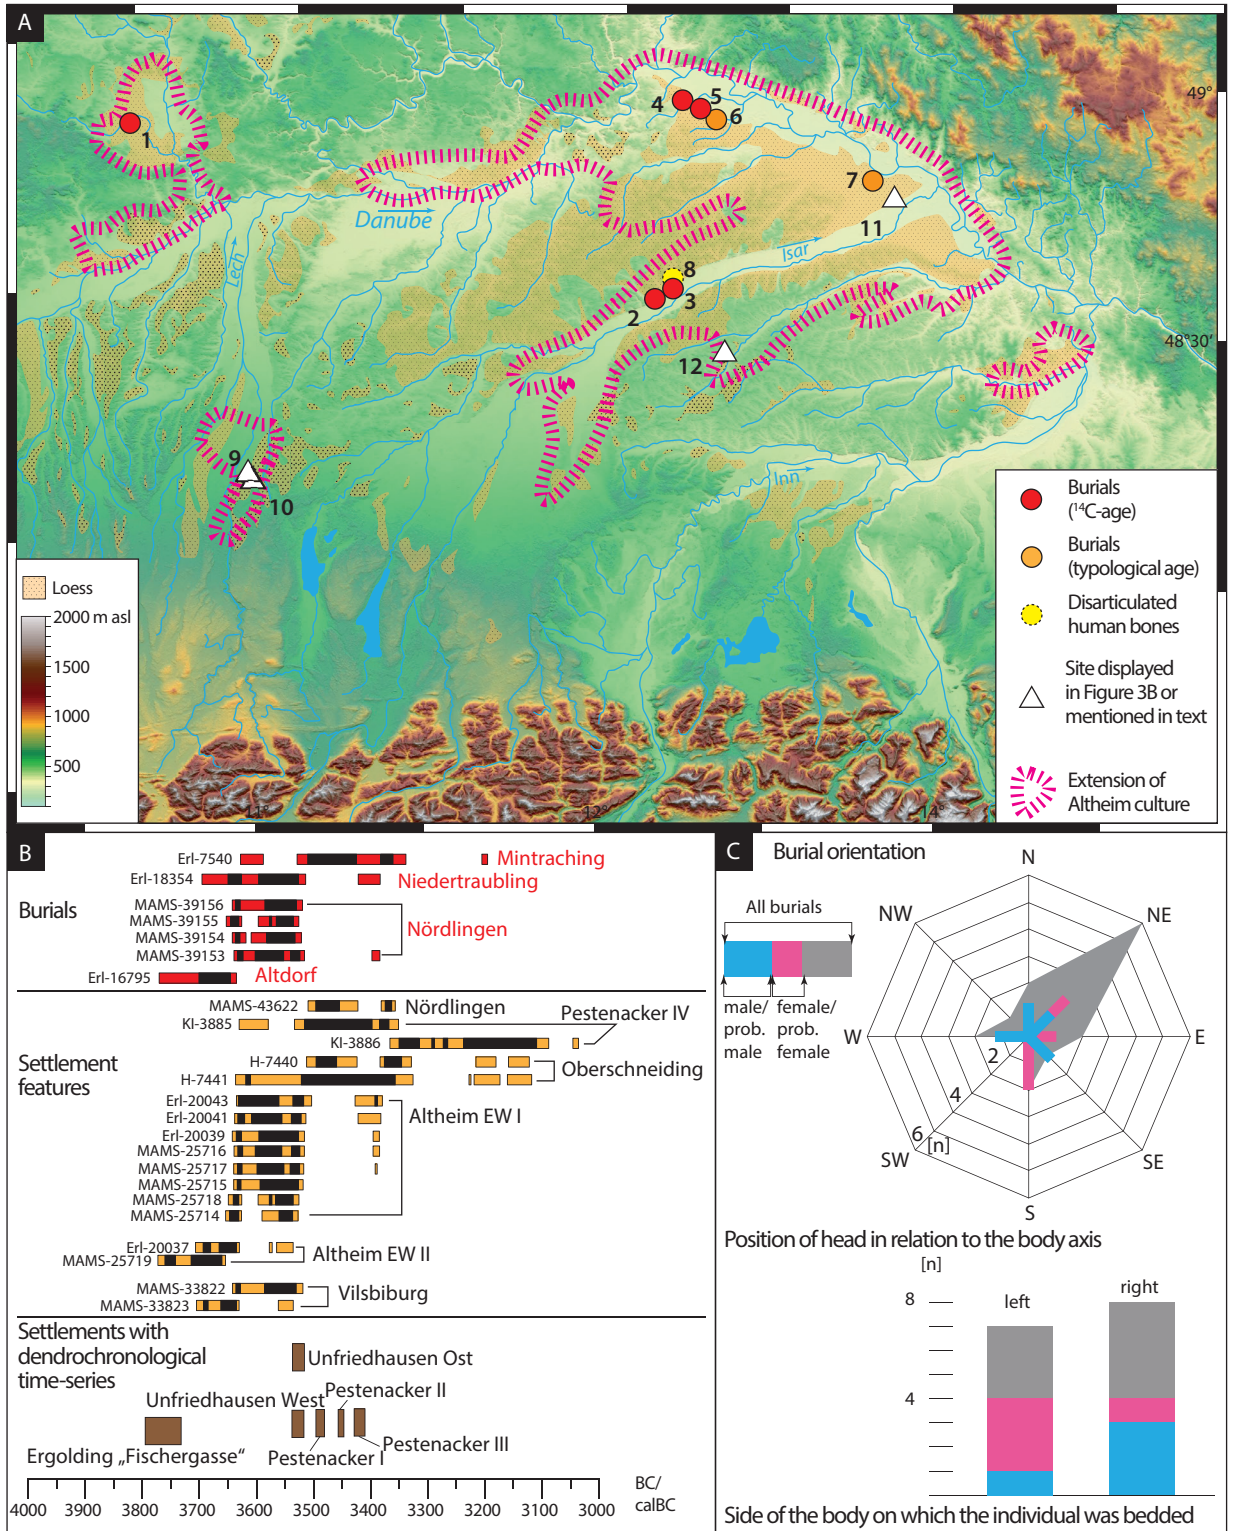 A
49°
48°30'
11°
12°
14°
1
2
3
4
5
6
7
8
9
10
11
12
Danube
Lech
Isar
Inn
Burials
(14C-age)
Burials
(typological age)
Disarticulated
human bones
Site displayed
in Figure 3B or
mentioned in text
Extension of
Altheim culture
Loess
2000 m asl
1500
1000
500
B
Burials
Erl-7540
Mintraching
Erl-18354
Niedertraubling
MAMS-39156
MAMS-39155
MAMS-39154
MAMS-39153
Nördlingen
Erl-16795
Altdorf
Settlement
features
MAMS-43622
Nördlingen
KI-3885
Pestenacker IV
KI-3886
H-7440
Oberschneiding
H-7441
Erl-20043
Altheim EW I
Erl-20041
Erl-20039
MAMS-25716
MAMS-25717
MAMS-25715
MAMS-25718
MAMS-25714
Erl-20037
Altheim EW II
MAMS-25719
MAMS-33822
Vilsbiburg
MAMS-33823
Settlements with
dendrochronological
time-series
Unfriedhausen Ost
Unfriedhausen West
Pestenacker II
Pestenacker III
Pestenacker I
Ergolding „Fischergasse“
BC/
calBC
4000 3900 3800 3700 3600 3500 3400 3300 3200 3100 3000
C
Burial orientation
All burials
male/
prob.
male
female/
prob.
female
N
NE
E
SE
S
SW
W
NW
2
4
6
[n]
Position of head in relation to the body axis
[n]
8
4
left
right
Side of the body on which the individual was bedded